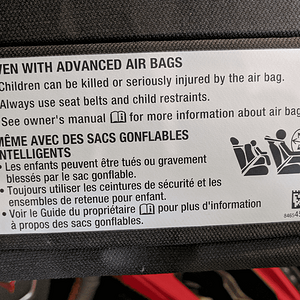 VEN WITH ADVANCED AIR BAGS
Children can be killed or seriously injured by the air bag.
Always use seat belts and child restraints.
See owner's manual for more information about air bag
MÊME AVEC DES SACS GONFLABLES
INTELLIGENTS
• Les enfants peuvent être tués ou gravement
blessés par le sac gonflable.
• Toujours utiliser les ceintures de sécurité et les
ensembles de retenue pour enfant.
• Voir le Guide du propriétaire pour plus d'information
à propos des sacs gonflables.